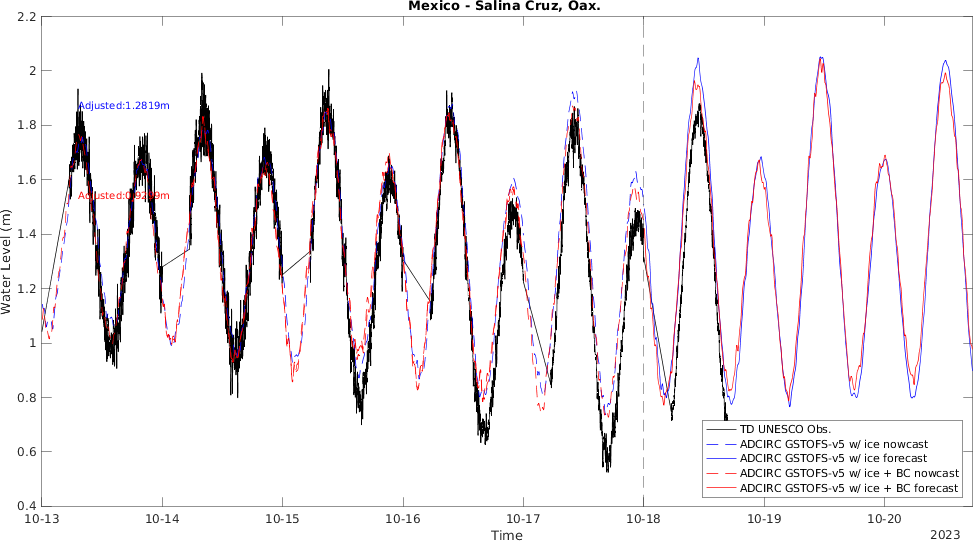 Mexico - Salina Cruz, Oax.
2.2
2
1.8
1.6
1.4
1.2
1
0.8
0.6
0.4
Water Level (m)
Adjusted:1.2819m
TD UNESCO Obs.
ADCIRC GSTOFS-v5 w/ ice nowcast
ADCIRC GSTOFS-v5 w/ ice forecast
ADCIRC GSTOFS-v5 w/ ice + BC nowcast
ADCIRC GSTOFS-v5 w/ ice + BC forecast
10-13 10-14 10-15 10-16 10-17 10-18 10-19 10-20
Time
2023